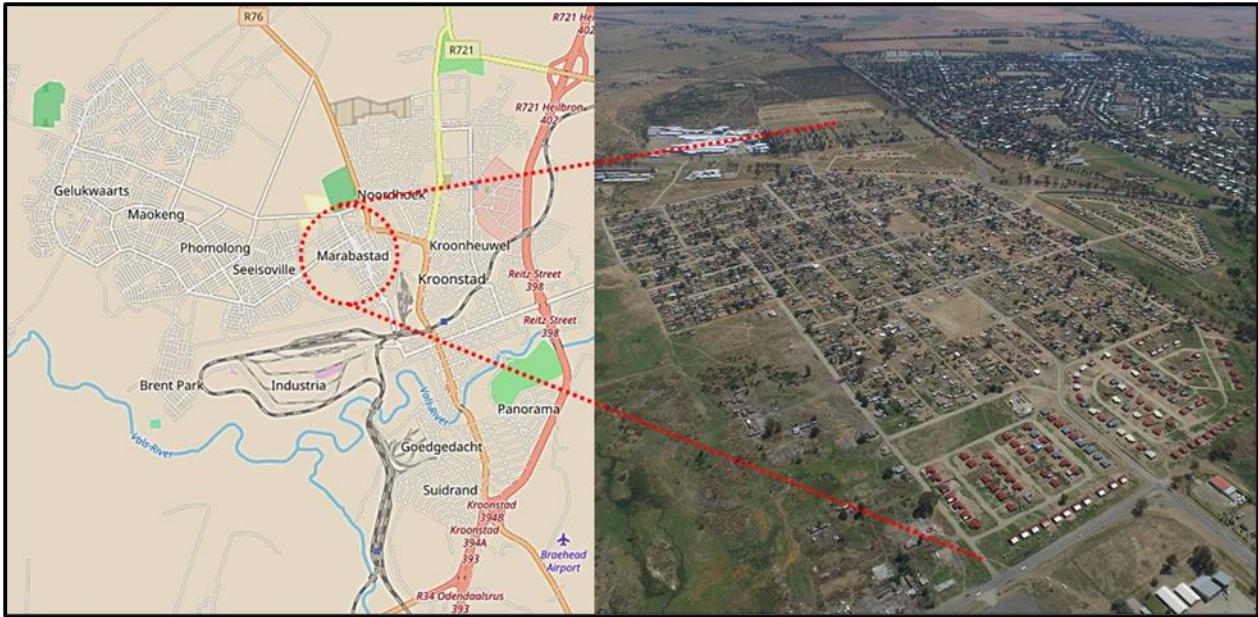 R76
R721
R721 Heilbron
402
R721 Heilbron
402
Gelukwaarts
Maokeng
Noordhoek
Phomolong
Marabastad
Kroonheuwel
Seeisoville
Kroonstad
Reitz Street
398
Reitz Street
398
Brent Park
Industria
Vals-River
Panorama
Vals-River
Goedgedacht
Suidrand
Kroonstad
394B
Kroonstad
394A
393
Braehead
Airport
R34 Odendaalsrus
393